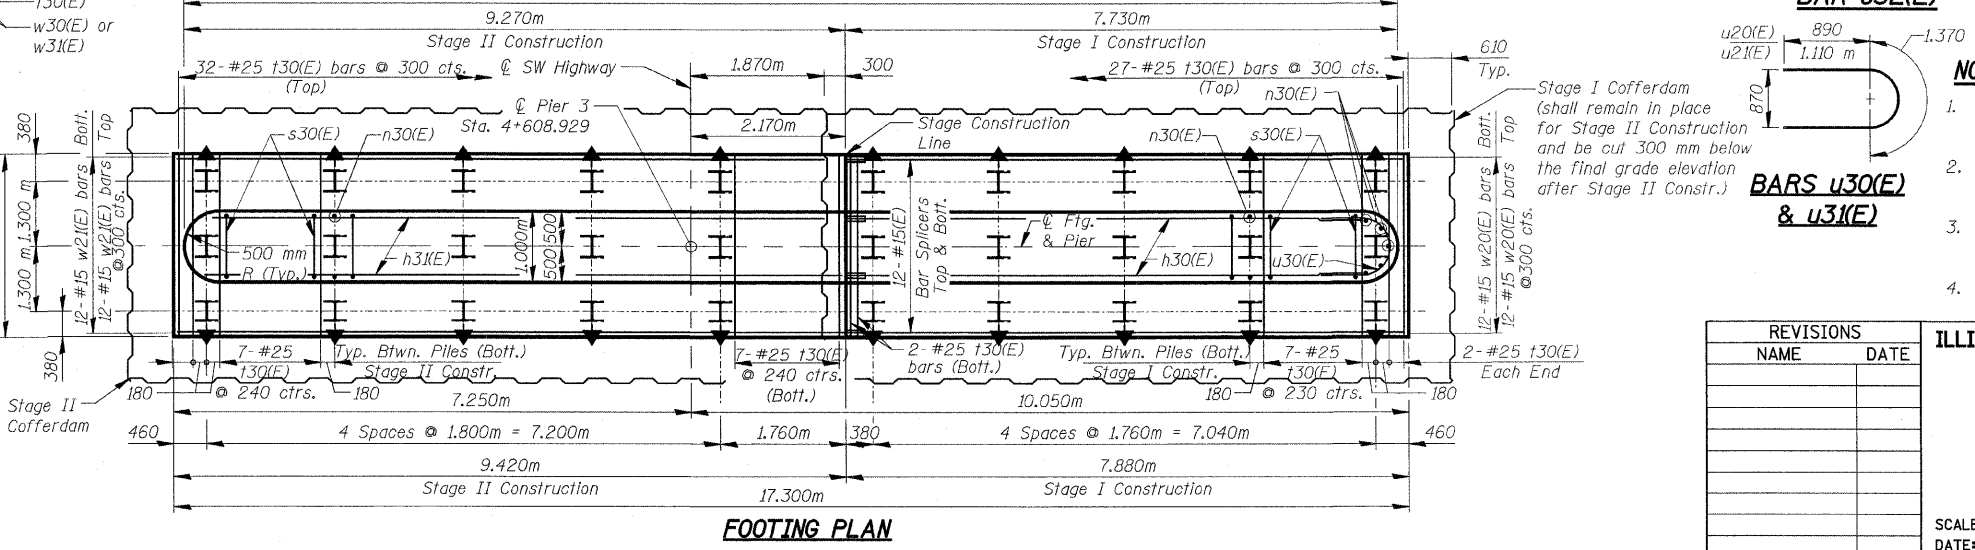 w30(E) or
w31(E)
9.270m
7.730m
Stage II Construction
Stage I Construction
32-#25 t30(E) bars @ 300 cts.
(Top)
℄ SW Highway
1.870m
300
27-#25 t30(E) bars @ 300 cts.
(Top)
610
Typ.
n30(E)
℄ Pier 3
Sta. 4+608.929
2.170m
Stage Construction
Line
Stage I Cofferdam
(shall remain in place
for Stage II Construction
and be cut 300 mm below
the final grade elevation
after Stage II Constr.)
s30(E)
n30(E)
n30(E)
s30(E)
380
1.300 m
1.300 m
380
12-#15 w21(E) bars Bott.
12-#15 w21(E) bars Top
@300 cts.
500 mm
R (Typ.)
h31(E)
1.000m
500
500
12-#15(E)
Bar Splicers
Top & Bott.
℄ Ftg.
& Pier
h30(E)
u30(E)
12-#15 w20(E) bars Bott.
12-#15 w20(E) bars Top
@300 cts.
7-#25
t30(E)
@ 240 ctrs.
Typ. Btwn. Piles (Bott.)
Stage II Constr.
7-#25 t30(E)
@ 240 ctrs.
(Bott.)
2-#25 t30(E)
bars (Bott.)
Typ. Btwn. Piles (Bott.)
Stage I Constr.
7-#25
t30(E)
@ 230 ctrs.
2-#25 t30(E)
Each End
180
180
180
180
Stage II
Cofferdam
7.250m
10.050m
460
4 Spaces @ 1.800m = 7.200m
1.760m
380
4 Spaces @ 1.760m = 7.040m
460
9.420m
7.880m
Stage II Construction
Stage I Construction
17.300m
FOOTING PLAN
u20(E)
u21(E)
890
1.110 m
1.370
870
BARS u30(E)
& u31(E)
1.
2.
3.
4.
REVISIONS
NAME
DATE
SCALE
DATE: